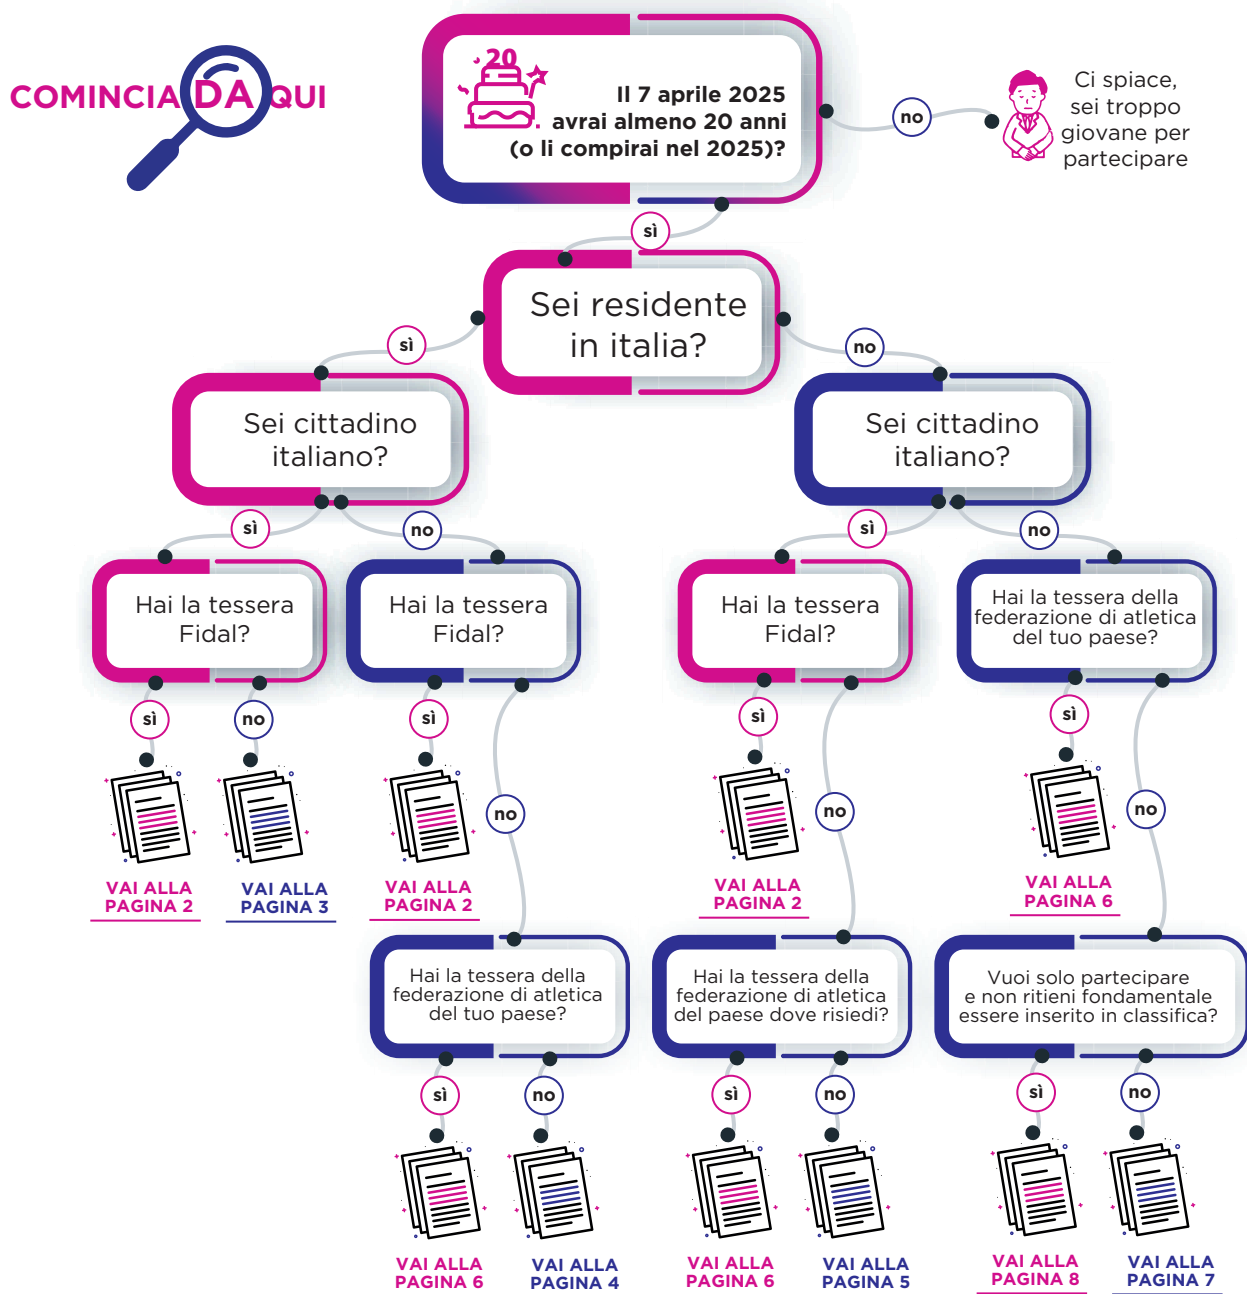 COMINCIA DA QUI
20
Il 7 aprile 2025
avrai almeno 20 anni
(o li compirai nel 2025)?
no
Ci spiace,
sei troppo
giovane per
partecipare
sì
Sei residente
in italia?
sì
no
Sei cittadino
italiano?
Sei cittadino
italiano?
sì
no
sì
no
Hai la tessera
Fidal?
Hai la tessera
Fidal?
Hai la tessera
Fidal?
Hai la tessera della
federazione di atletica
del tuo paese?
sì
no
sì
no
sì
no
sì
no
VAI ALLA
PAGINA 2
VAI ALLA
PAGINA 3
VAI ALLA
PAGINA 2
VAI ALLA
PAGINA 2
VAI ALLA
PAGINA 6
Hai la tessera della
federazione di atletica
del tuo paese?
Hai la tessera della
federazione di atletica
del paese dove risiedi?
Vuoi solo partecipare
e non ritieni fondamentale
essere inserito in classifica?
sì
no
sì
no
sì
no
VAI ALLA
PAGINA 6
VAI ALLA
PAGINA 4
VAI ALLA
PAGINA 6
VAI ALLA
PAGINA 5
VAI ALLA
PAGINA 8
VAI ALLA
PAGINA 7